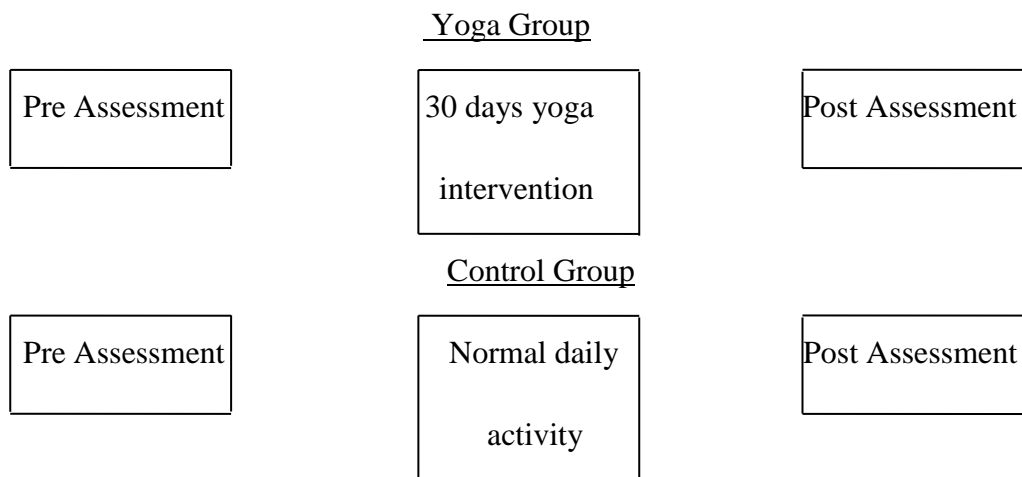 Yoga Group
Pre Assessment
30 days yoga
intervention
Post Assessment
Control Group
Pre Assessment
Normal daily
activity
Post Assessment